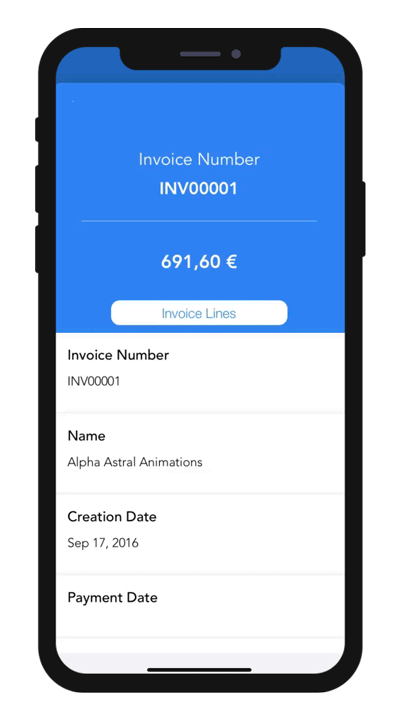 Invoice Number
INV00001
691,60 €
Invoice Lines
Invoice Number
INV00001
Name
Alpha Astral Animations
Creation Date
Sep 17, 2016
Payment Date